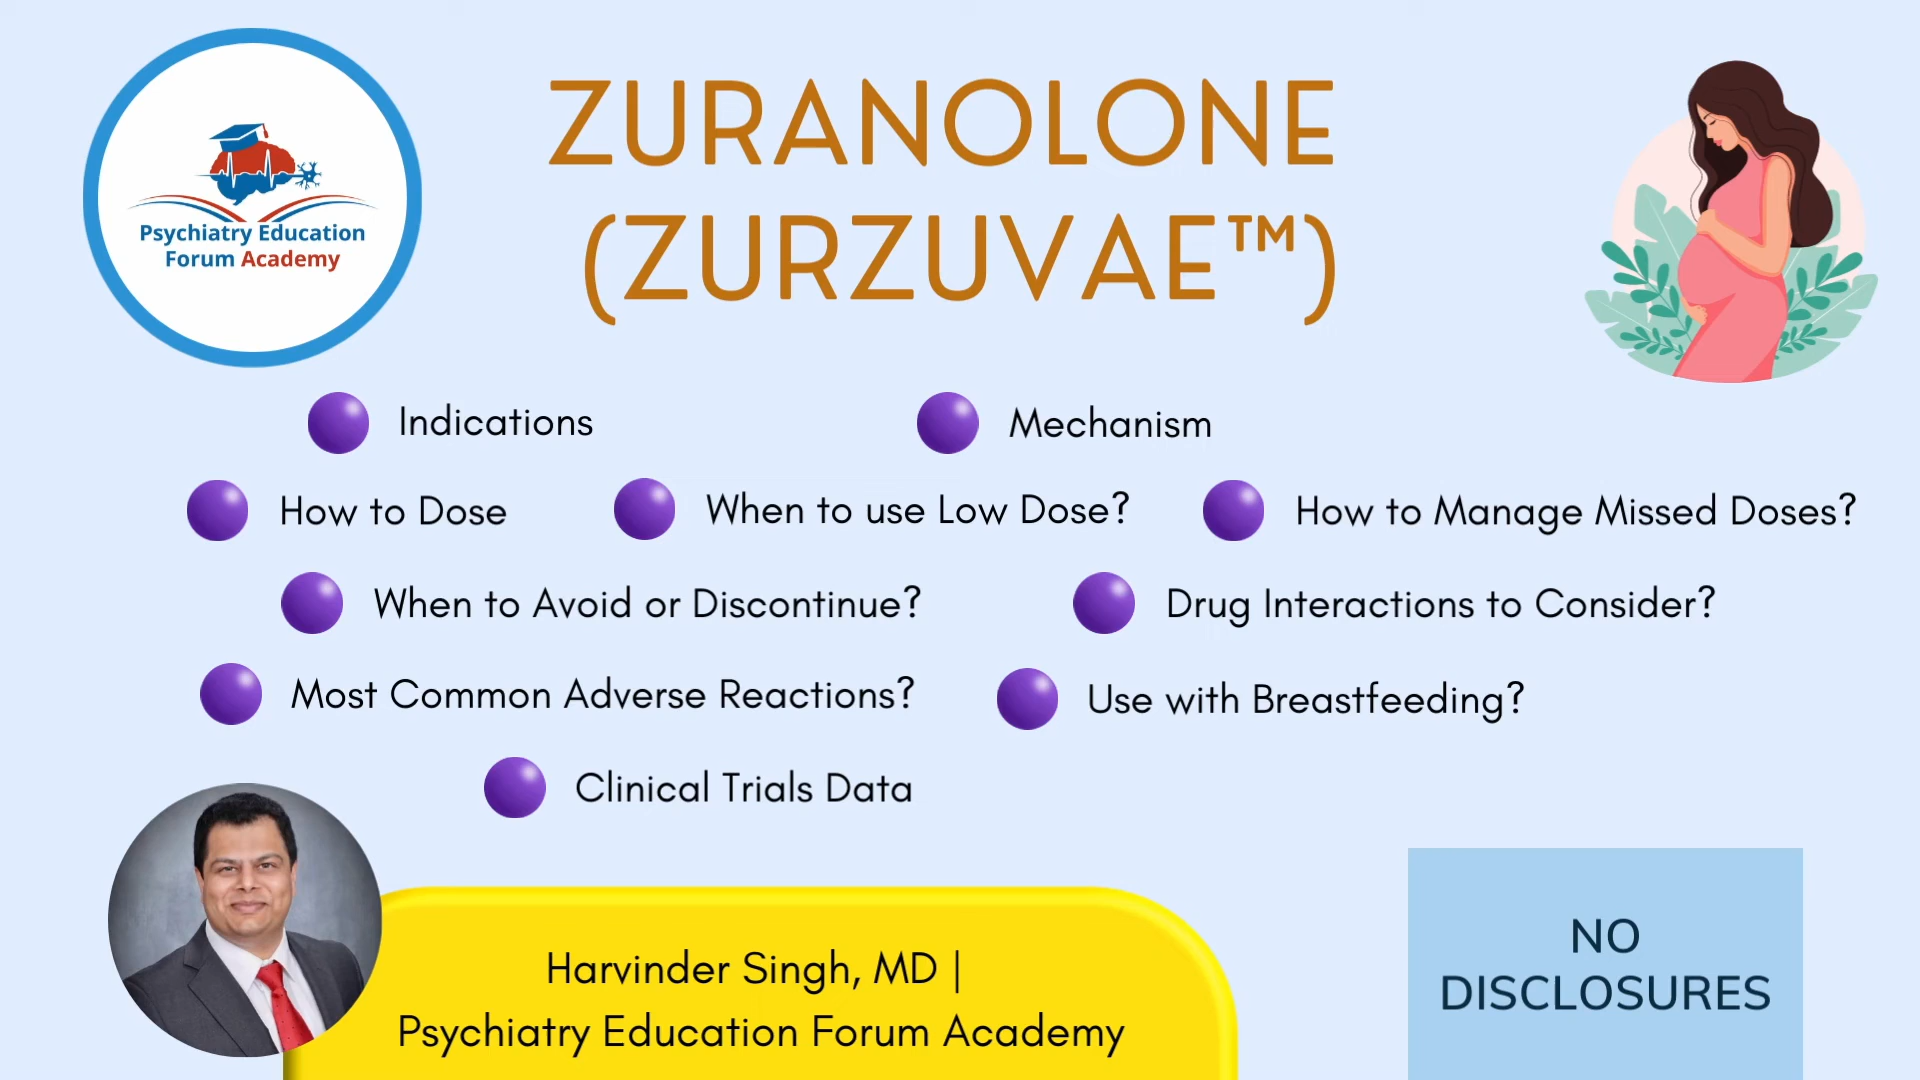 Psychiatry Education
Forum Academy
ZURANOLONE
(ZURZUVAE™)
Indications
Mechanism
How to Dose
When to use Low Dose?
How to Manage Missed Doses?
When to Avoid or Discontinue?
Drug Interactions to Consider?
Most Common Adverse Reactions?
Use with Breastfeeding?
Clinical Trials Data
Harvinder Singh, MD |
Psychiatry Education Forum Academy
NO
DISCLOSURES